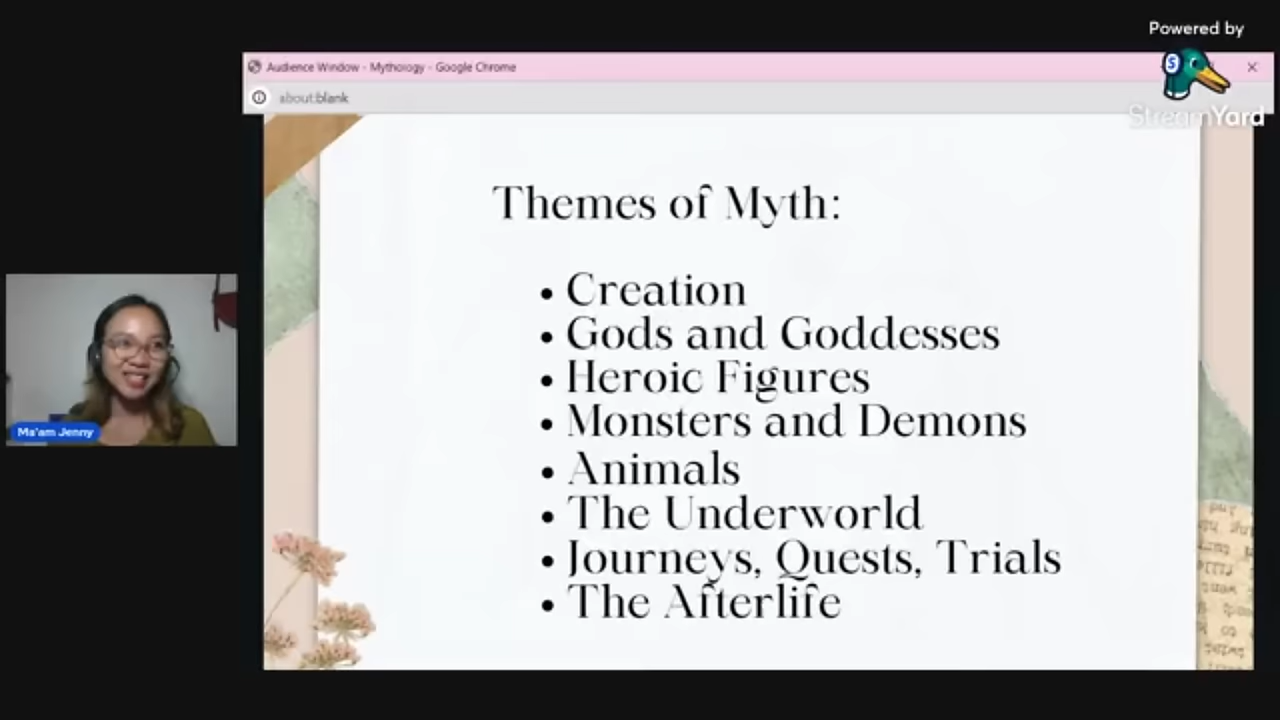 Powered by
StreamYard
Audience Window - Mythology - Google Chrome
about:blank
Themes of Myth:
• Creation
• Gods and Goddesses
• Heroic Figures
• Monsters and Demons
• Animals
• The Underworld
• Journeys, Quests, Trials
• The Afterlife
Ma'am Jenny